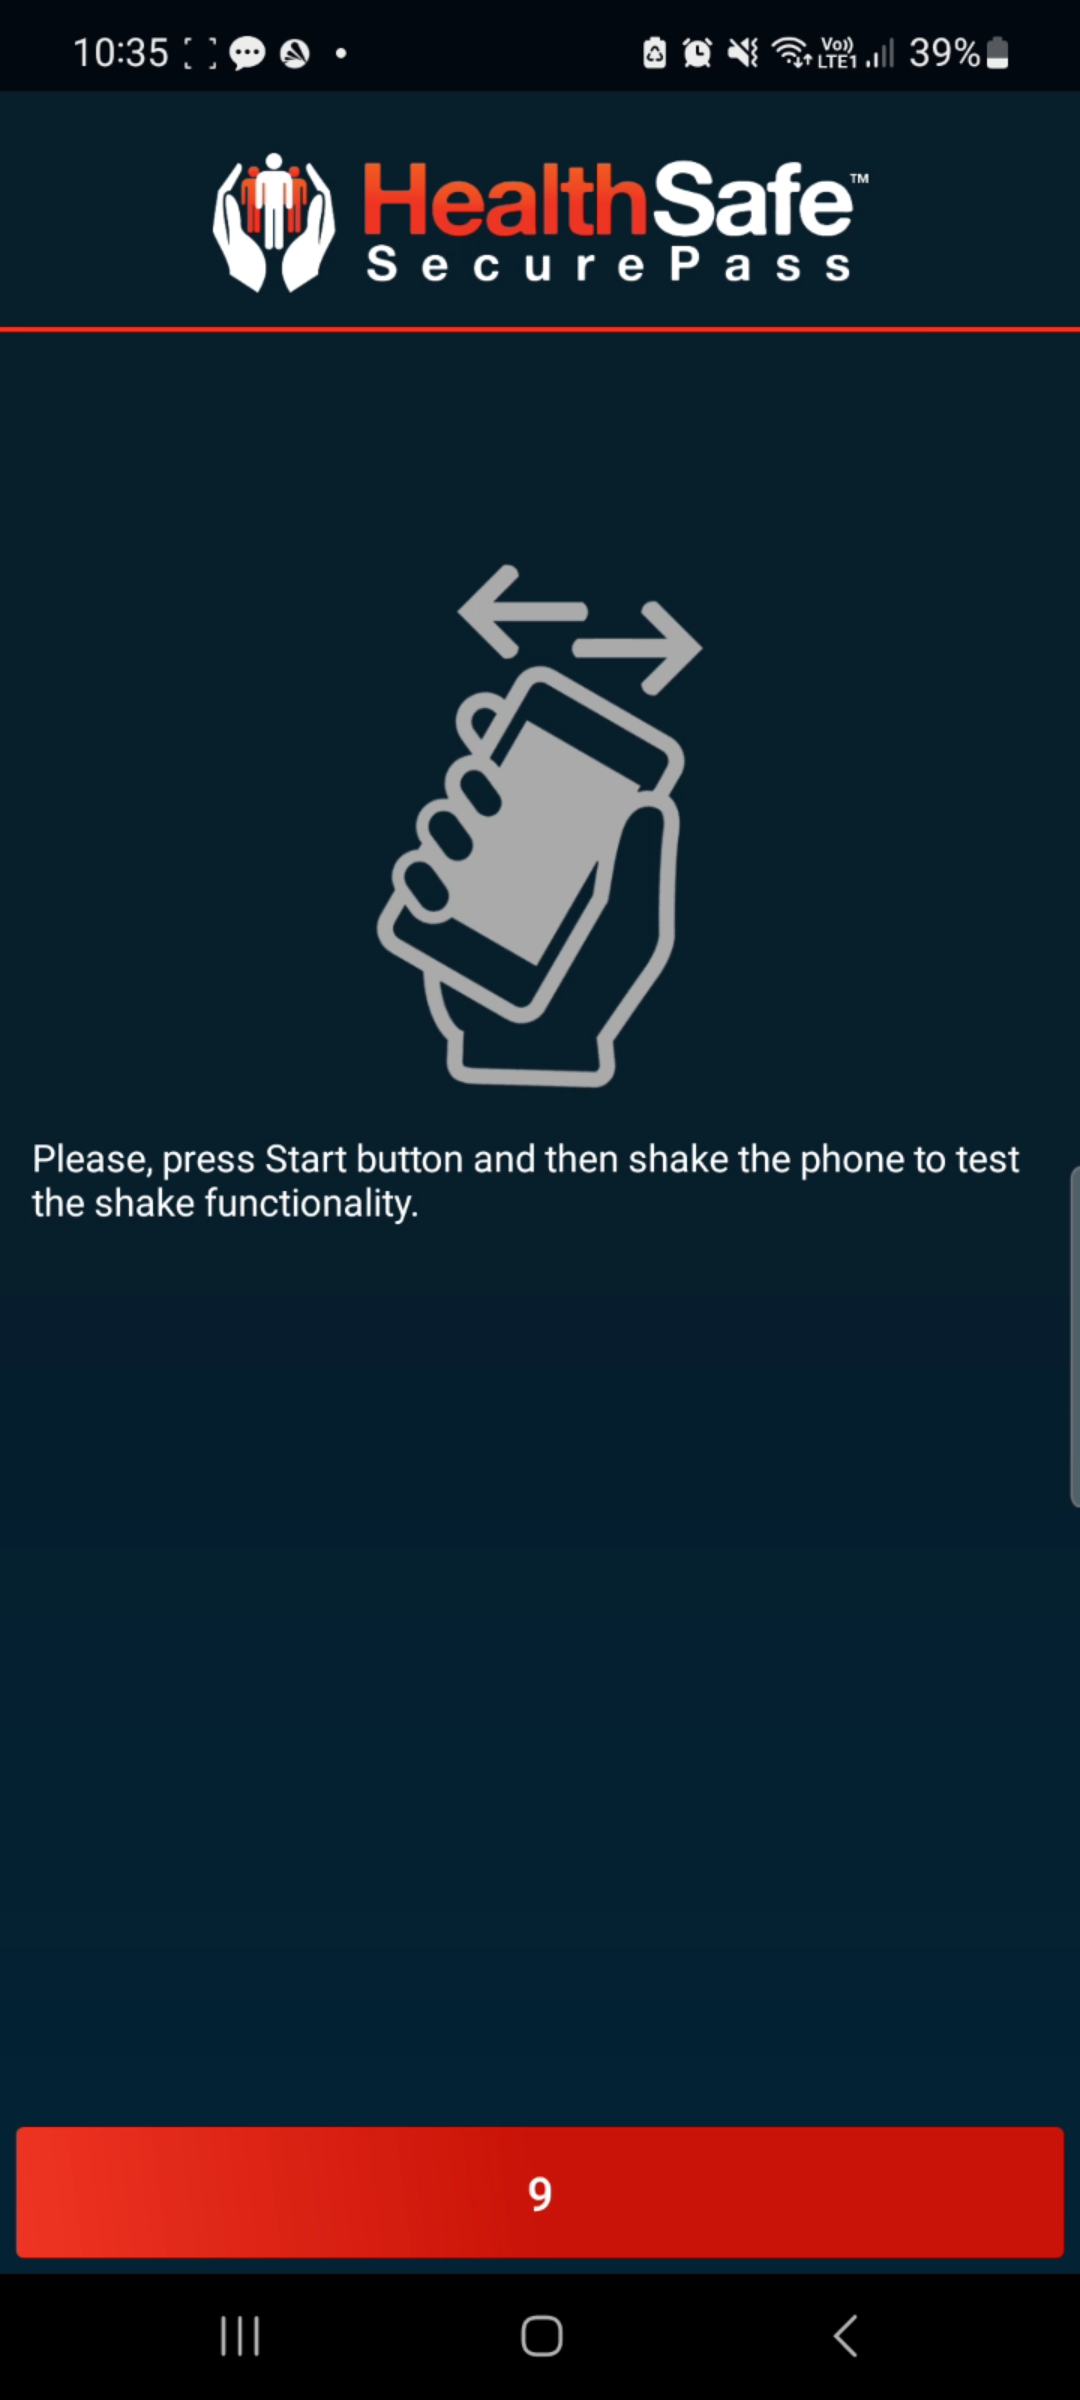 10:35
Vo)) LTE1 39%
HealthSafe™
SecurePass
Please, press Start button and then shake the phone to test
the shake functionality.
9